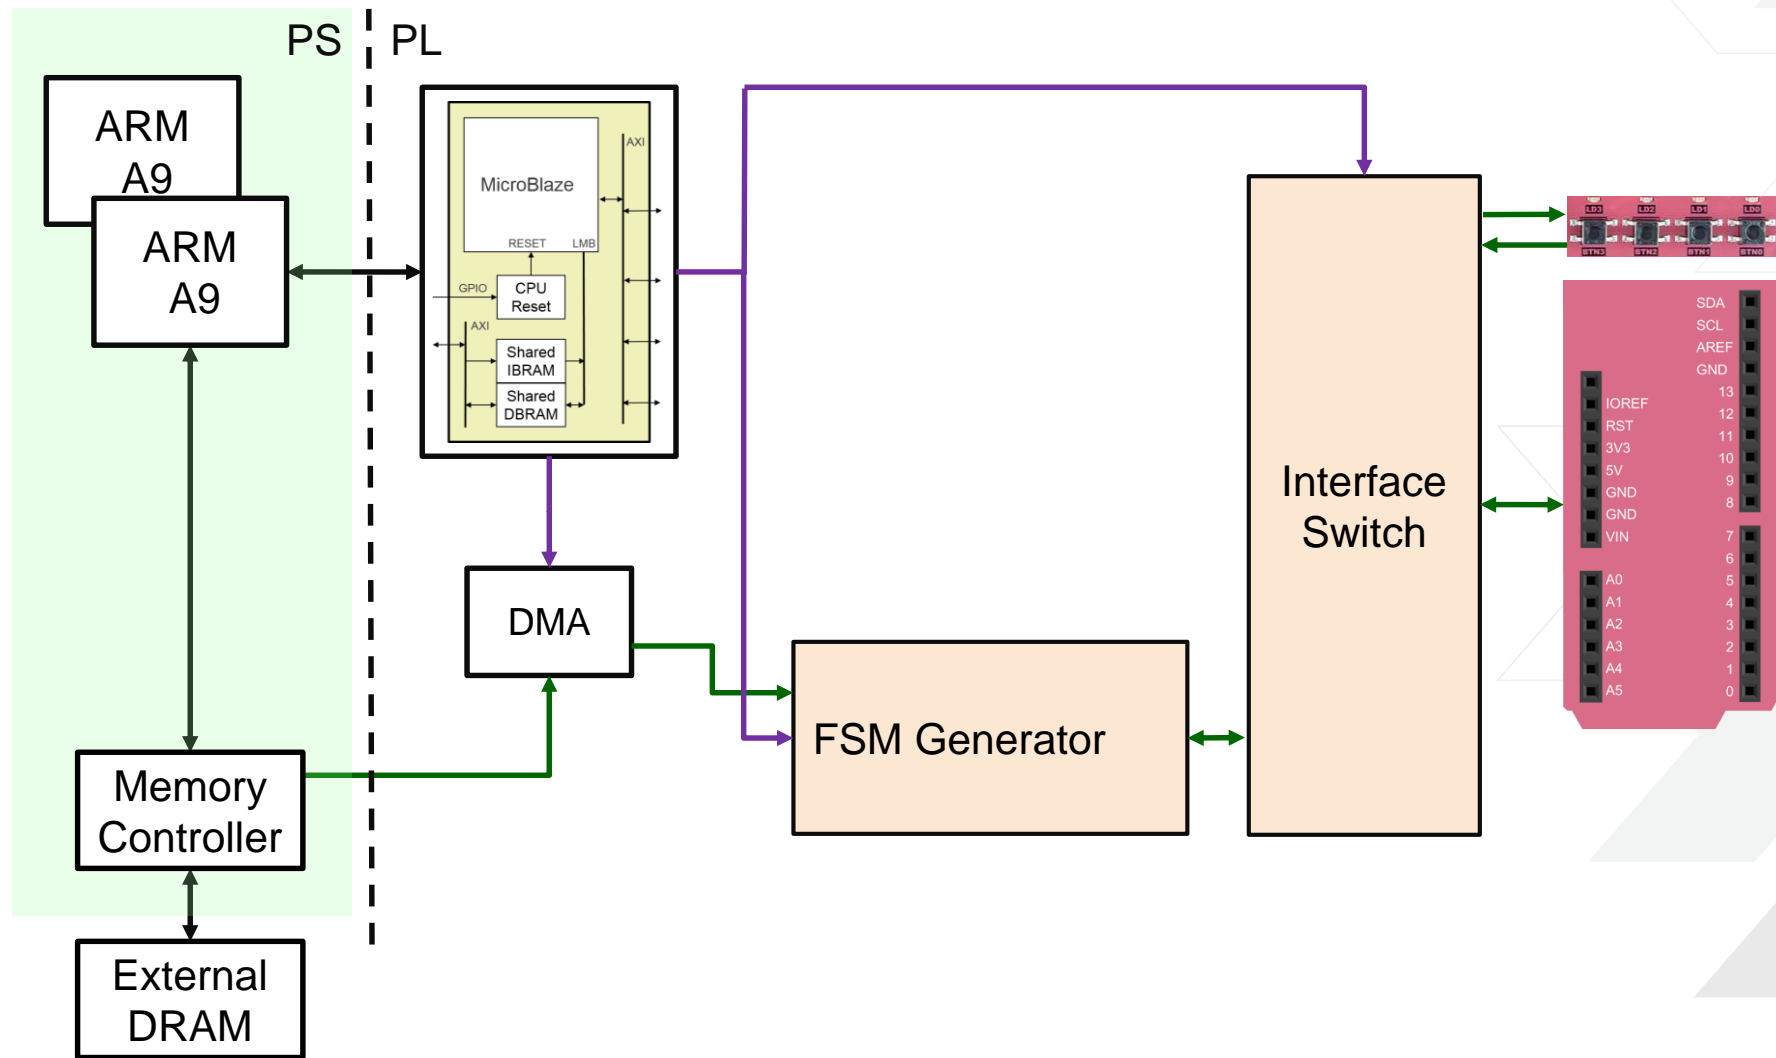 PS
PL
ARM
A9
ARM
A9
MicroBlaze
AXI
RESET
LMB
GPIO
CPU
Reset
AXI
Shared
IBRAM
Shared
DBRAM
DMA
Memory
Controller
External
DRAM
FSM Generator
Interface
Switch
LD3
LD2
LD1
LD0
BTN3
BTN2
BTN1
BTN0
SDA
SCL
AREF
GND
13
12
11
10
9
8
IOREF
RST
3V3
5V
GND
GND
VIN
7
6
5
4
3
2
1
0
A0
A1
A2
A3
A4
A5